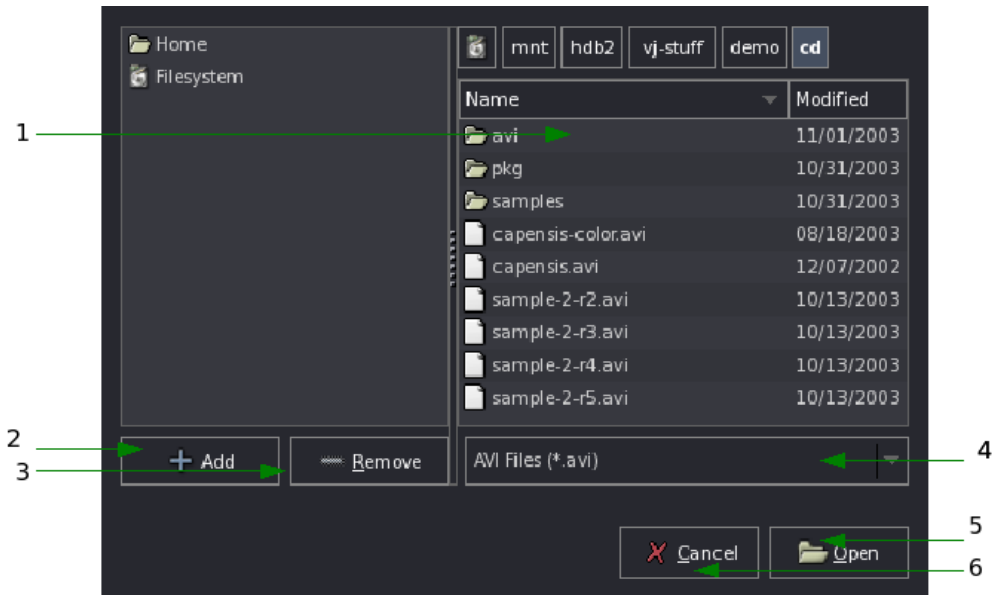 Home
Filesystem
mnt hdb2 vj-stuff demo cd
Name Modified
1
avi 11/01/2003
pkg 10/31/2003
samples 10/31/2003
capensis-color.avi 08/18/2003
capensis.avi 12/07/2002
sample-2-r2.avi 10/13/2003
sample-2-r3.avi 10/13/2003
sample-2-r4.avi 10/13/2003
sample-2-r5.avi 10/13/2003
2
3
Add Remove
AVI Files (*.avi)
4
Cancel Open
5
6